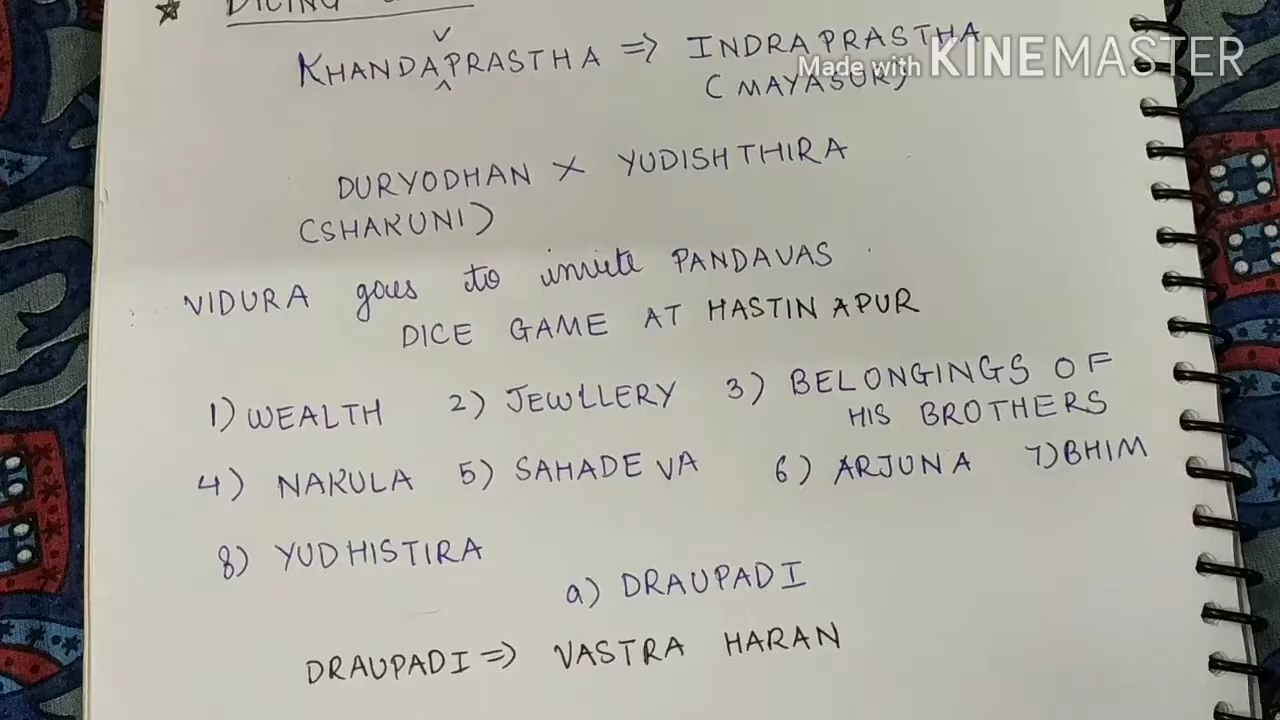 DICING
KHANDAVPRASTHA => INDRAPRASTHA
(MAYASUR)
Made with KINEMASTER
DURYODHAN X YUDISHTHIRA
(SHAKUNI)
VIDURA goes to invite PANDAVAS
DICE GAME AT HASTINAPUR
1) WEALTH 2) JEWLLERY 3) BELONGINGS OF
HIS BROTHERS
4) NAKULA 5) SAHADEVA 6) ARJUNA 7) BHIM
8) YUDHISTIRA
a) DRAUPADI
DRAUPADI => VASTRA HARAN